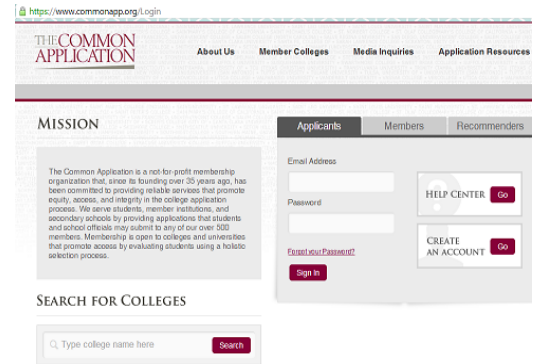 https://www.commonapp.org/Login
THE COMMON
APPLICATION
About Us Member Colleges Media Inquiries Application Resources
MISSION
The Common Application is a not-for-profit membership
organization that, since its founding over 35 years ago, has
been committed to providing reliable services that promote
equity, access, and integrity in the college application
process. We serve students, member institutions, and
secondary schools by providing applications that students
and school officials may submit to any of our over 500
members. Membership is open to colleges and universities
that promote access by evaluating students using a holistic
selection process.
SEARCH FOR COLLEGES
Type college name here Search
Applicants Members Recommenders
Email Address
Password
Forgot your Password?
Sign In
HELP CENTER Go
CREATE
AN ACCOUNT Go